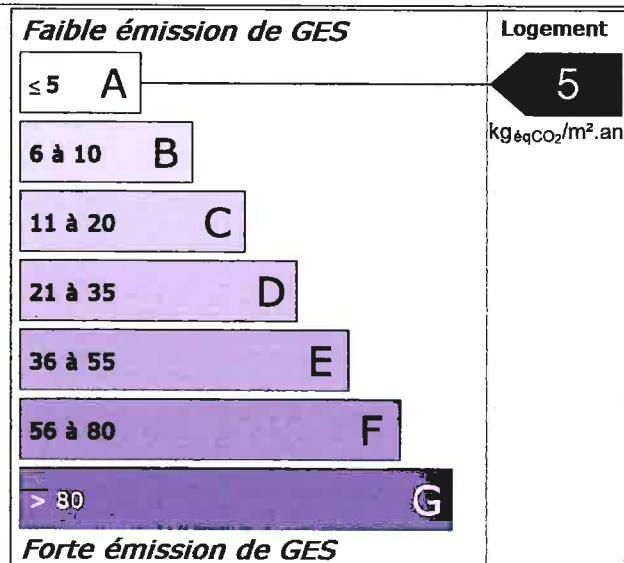 Faible émission de GES
Logement
≤ 5 A
5
kgéqCO₂/m².an
6 à 10 B
11 à 20 C
21 à 35 D
36 à 55 E
56 à 80 F
> 80 G
Forte émission de GES